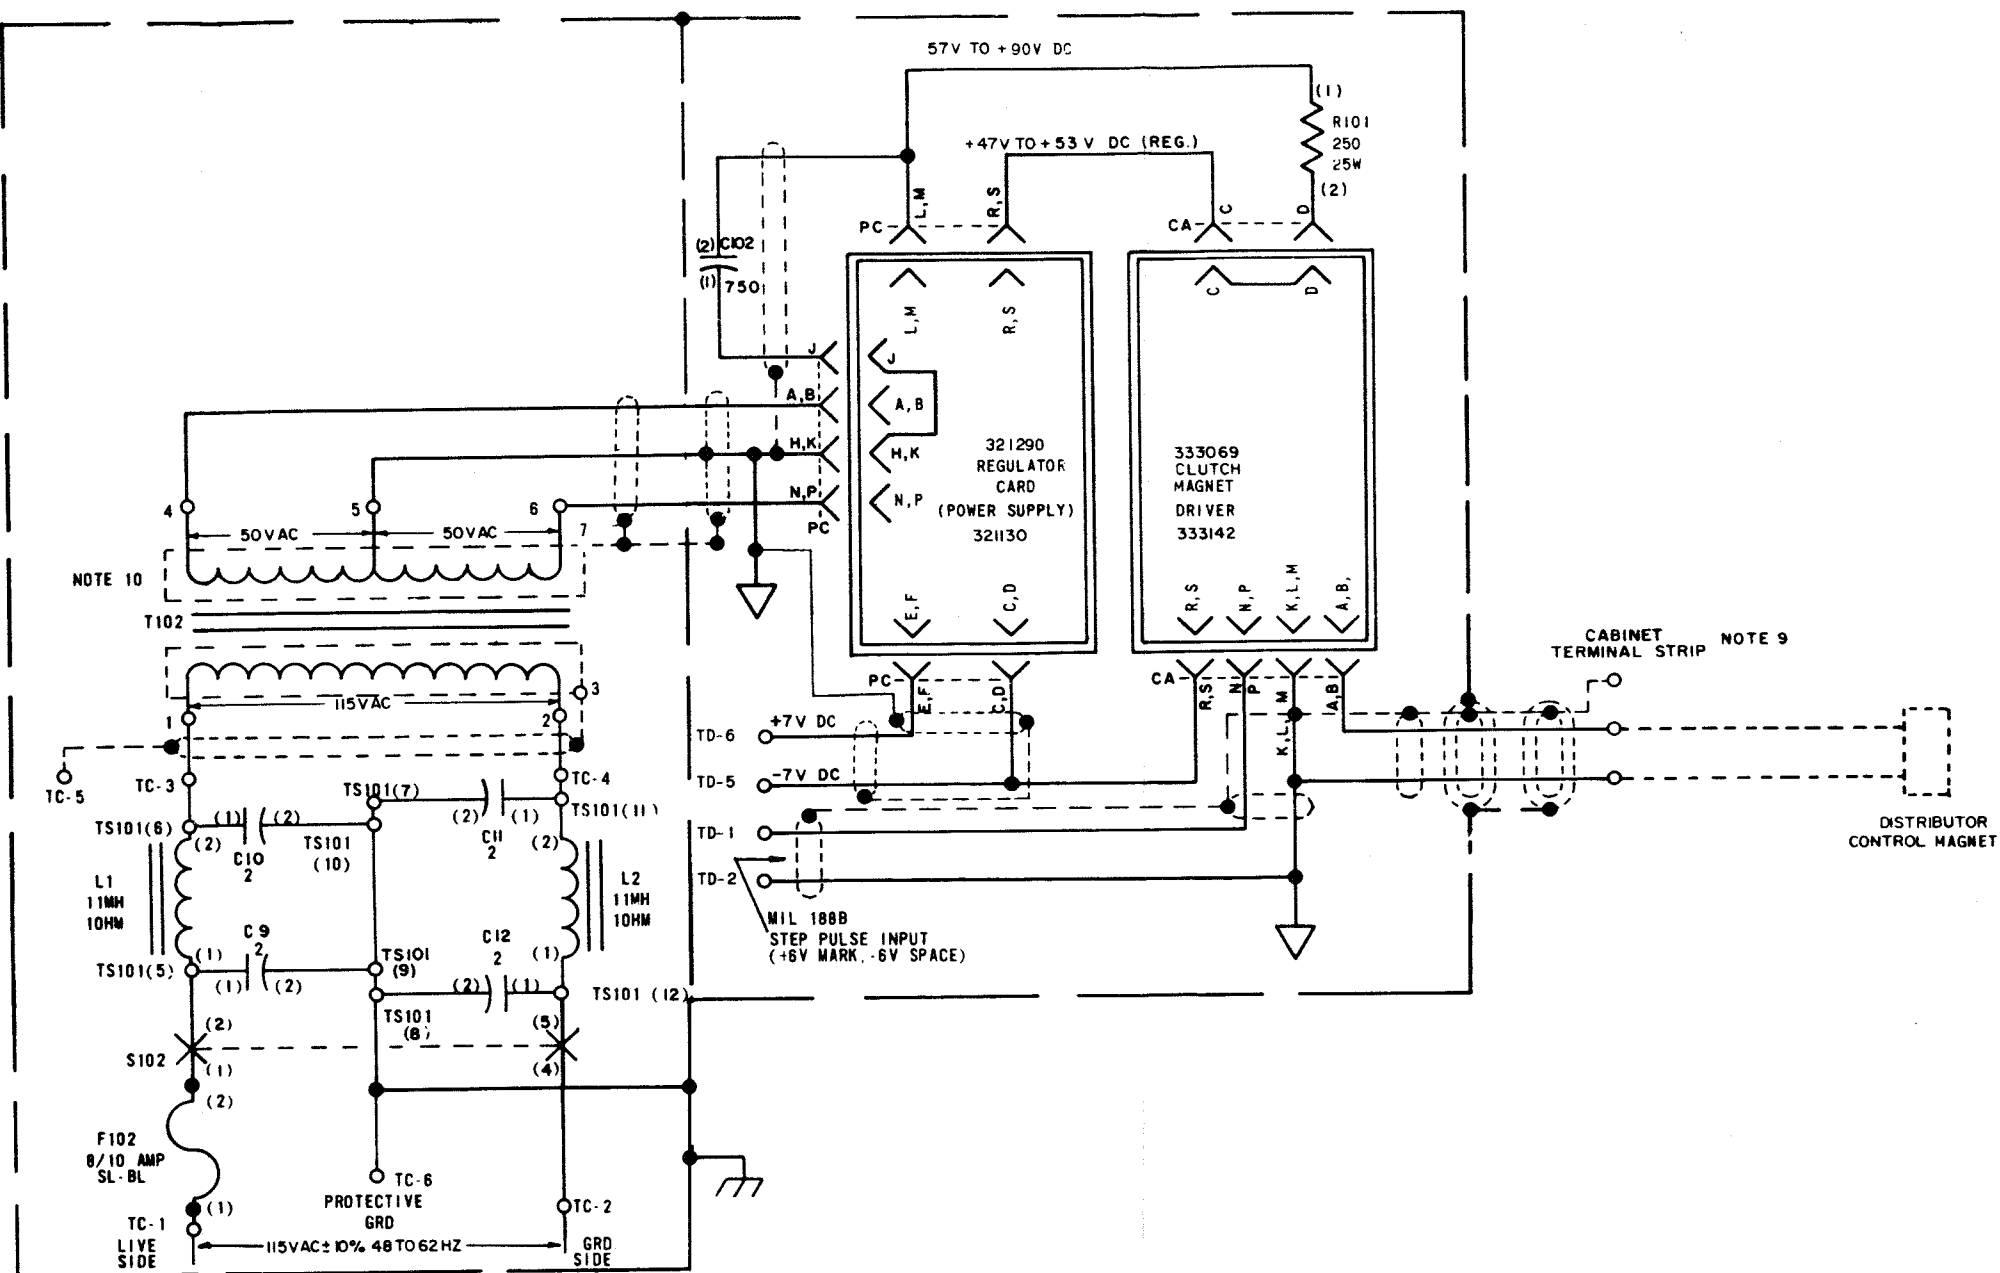 57V TO +90V DC
(1)
R101
250
25W
(2)
+47V TO +53 V DC (REG.)
L,M
R,S
C
D
PC
CA
(2) C102
(1) 750
L,M
R,S
C
D
J
J
A,B
A,B
H,K
H,K
N,P
N,P
PC
321290
REGULATOR
CARD
(POWER SUPPLY)
321130
333069
CLUTCH
MAGNET
DRIVER
333142
4
5
6
7
50VAC
50VAC
NOTE 10
T102
E,F
C,D
R,S
N,P
K,L,M
A,B,
PC
E,F
C,D
CA
R,S
N
P
K,L,M
A,B
CABINET
TERMINAL STRIP
NOTE 9
115VAC
3
1
2
TD-6
+7V DC
TD-5
-7V DC
TD-1
TD-2
MIL 188B
STEP PULSE INPUT
(+6V MARK, -6V SPACE)
DISTRIBUTOR
CONTROL MAGNET
TC-5
TC-3
TC-4
TS101(7)
TS101(11)
TS101(6)
(1)
(2)
(2)
(1)
(2)
C10
2
TS101
(10)
C11
2
(2)
L1
11MH
10HM
L2
11MH
10HM
C9
2
C12
2
(1)
(1)
TS101(5)
(1)
(2)
TS101
(9)
(2)
(1)
TS101 (12)
TS101
(8)
(2)
(5)
S102
(1)
(4)
(2)
F102
8/10 AMP
SL-BL
(1)
TC-6
PROTECTIVE
GRD
TC-2
TC-1
LIVE
SIDE
115VAC±10% 48 TO 62 HZ
GRD
SIDE